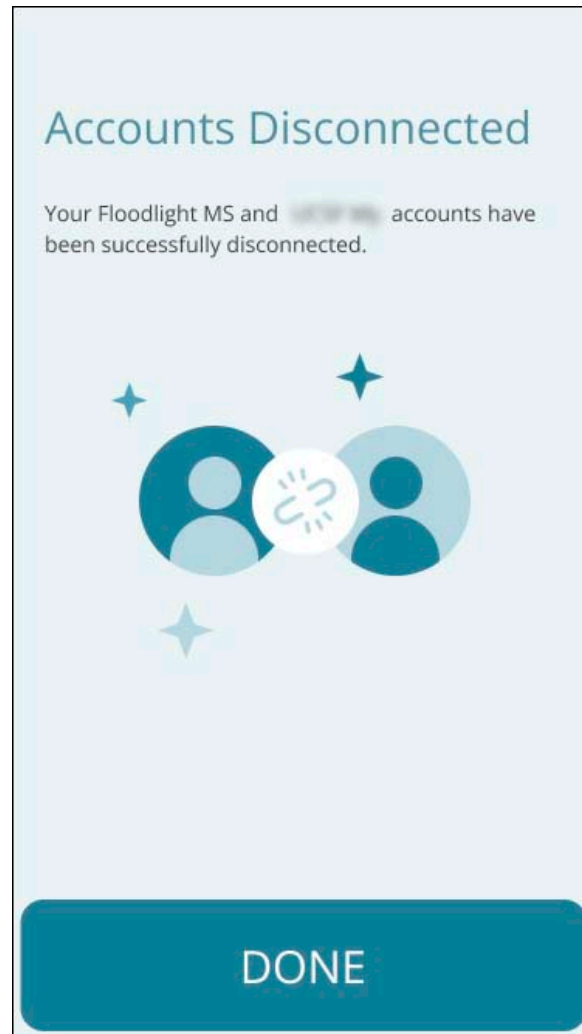 Accounts Disconnected
Your Floodlight MS and accounts have
been successfully disconnected.
DONE